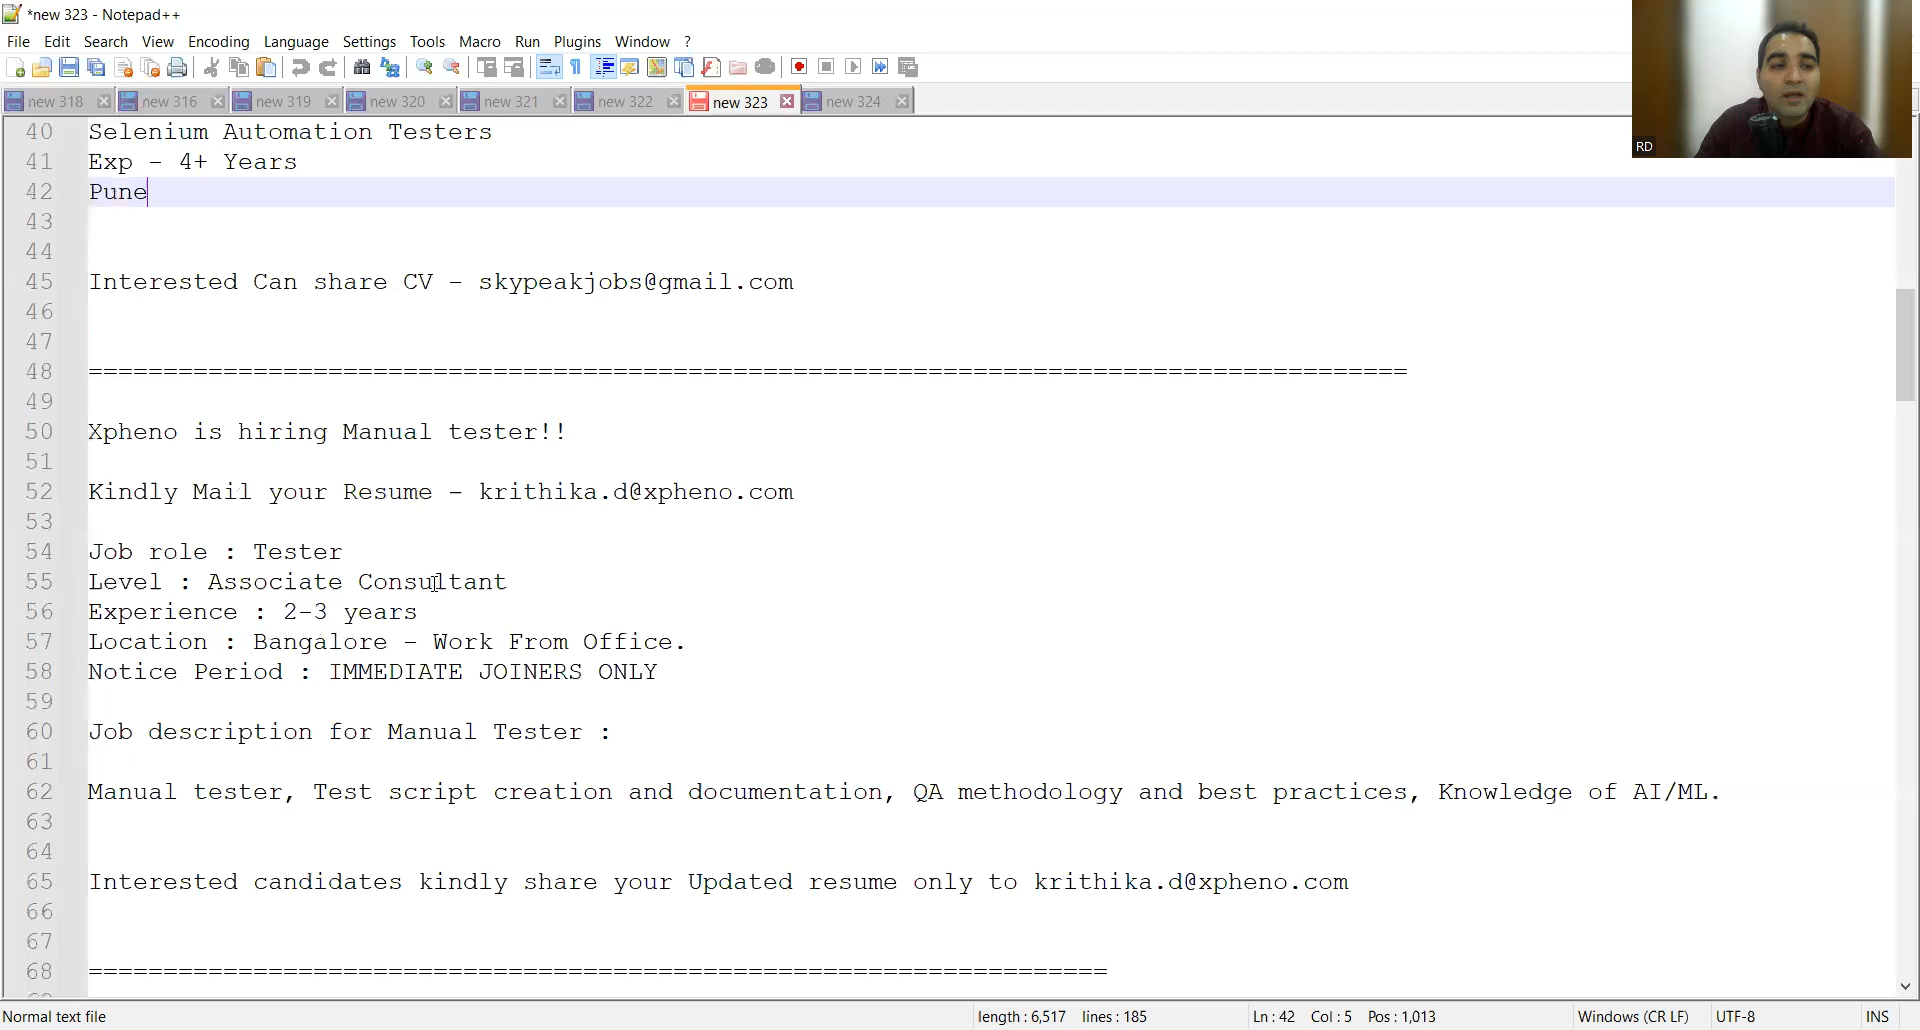 *new 323 - Notepad++
File Edit Search View Encoding Language Settings Tools Macro Run Plugins Window ?
new 318 new 316 new 319 new 320 new 321 new 322 new 323 new 324
RD
40 Selenium Automation Testers
41 Exp - 4+ Years
42 Pune
43
44
45 Interested Can share CV - skypeakjobs@gmail.com
46
47
48 ========================================================================================
49
50 Xpheno is hiring Manual tester!!
51
52 Kindly Mail your Resume - krithika.d@xpheno.com
53
54 Job role : Tester
55 Level : Associate Consultant
56 Experience : 2-3 years
57 Location : Bangalore - Work From Office.
58 Notice Period : IMMEDIATE JOINERS ONLY
59
60 Job description for Manual Tester :
61
62 Manual tester, Test script creation and documentation, QA methodology and best practices, Knowledge of AI/ML.
63
64
65 Interested candidates kindly share your Updated resume only to krithika.d@xpheno.com
66
67
68 ====================================================================
Normal text file length : 6,517 lines : 185 Ln : 42 Col : 5 Pos : 1,013 Windows (CR LF) UTF-8 INS